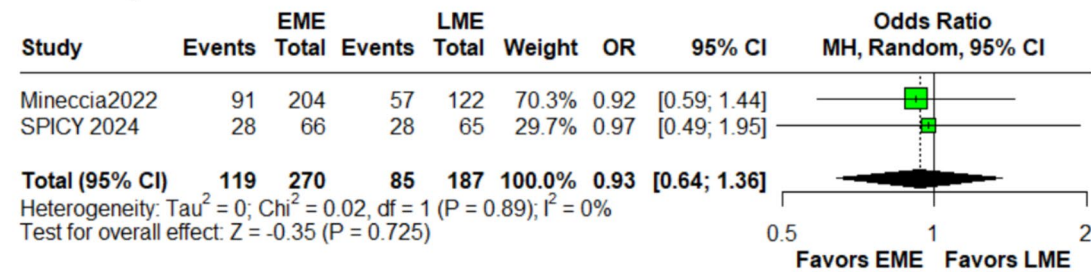 EME LME Odds Ratio
Study Events Total Events Total Weight OR 95% CI MH, Random, 95% CI
Mineccia2022 91 204 57 122 70.3% 0.92 [0.59; 1.44]
SPICY 2024 28 66 28 65 29.7% 0.97 [0.49; 1.95]
Total (95% CI) 119 270 85 187 100.0% 0.93 [0.64; 1.36]
Heterogeneity: Tau² = 0; Chi² = 0.02, df = 1 (P = 0.89); I² = 0%
Test for overall effect: Z = -0.35 (P = 0.725)
0.5 1 2
Favors EME Favors LME